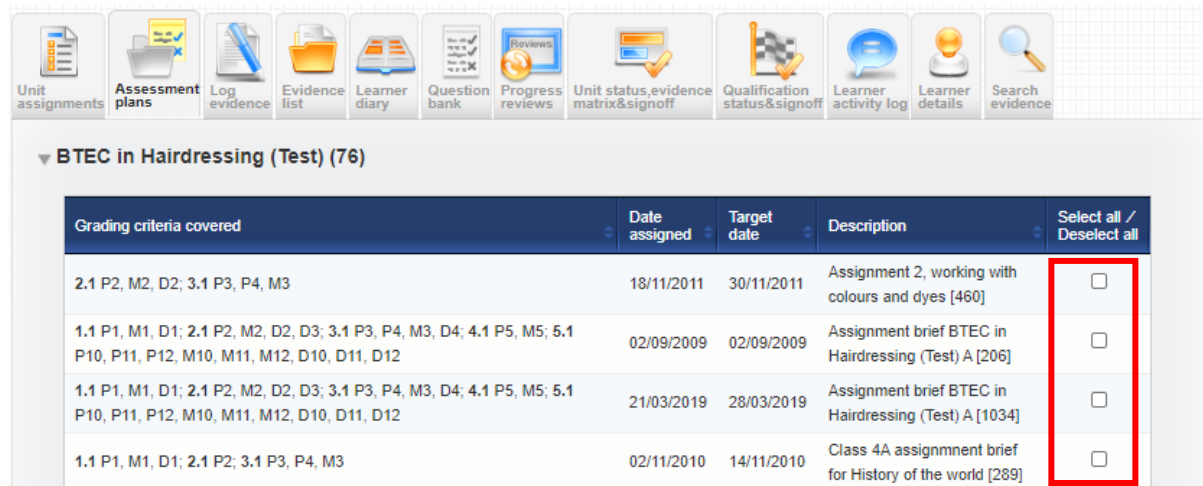 Reviews
Unit assignments
Assessment plans
Log evidence
Evidence list
Learner diary
Question bank
Progress reviews
Unit status,evidence matrix&signoff
Qualification status&signoff
Learner activity log
Learner details
Search evidence
BTEC in Hairdressing (Test) (76)
Grading criteria covered
Date assigned
Target date
Description
Select all / Deselect all
2.1 P2, M2, D2; 3.1 P3, P4, M3
18/11/2011
30/11/2011
Assignment 2, working with
colours and dyes [460]
1.1 P1, M1, D1; 2.1 P2, M2, D2, D3; 3.1 P3, P4, M3, D4; 4.1 P5, M5; 5.1
P10, P11, P12, M10, M11, M12, D10, D11, D12
02/09/2009
02/09/2009
Assignment brief BTEC in
Hairdressing (Test) A [206]
1.1 P1, M1, D1; 2.1 P2, M2, D2, D3; 3.1 P3, P4, M3, D4; 4.1 P5, M5; 5.1
P10, P11, P12, M10, M11, M12, D10, D11, D12
21/03/2019
28/03/2019
Assignment brief BTEC in
Hairdressing (Test) A [1034]
1.1 P1, M1, D1; 2.1 P2; 3.1 P3, P4, M3
02/11/2010
14/11/2010
Class 4A assignmnent brief
for History of the world [289]